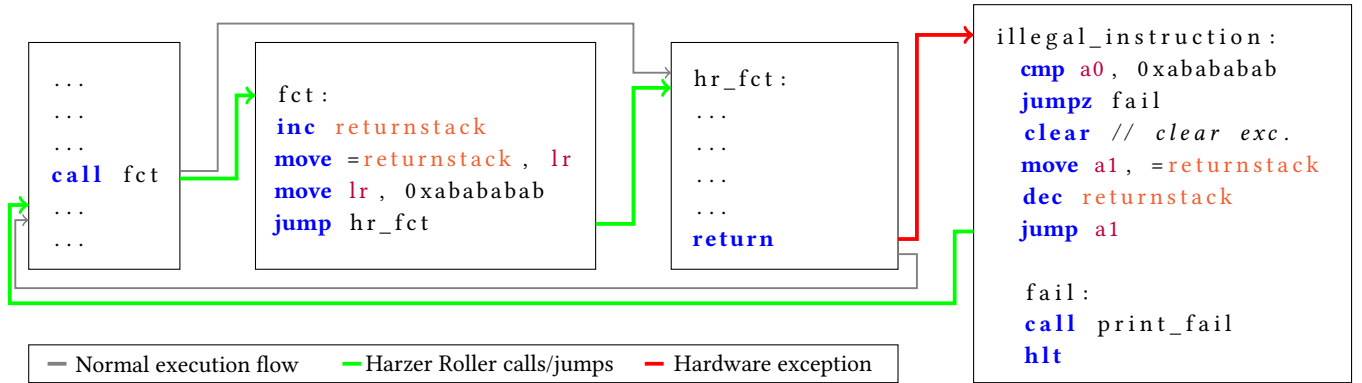 ...
...
...
call fct
...
...
fct:
inc returnstack
move =returnstack, lr
move lr, 0xabababab
jump hr_fct
hr_fct:
...
...
...
...
return
illegal_instruction:
cmp a0, 0xabababab
jumpz fail
clear // clear exc.
move a1, =returnstack
dec returnstack
jump a1
fail:
call print_fail
hlt
Normal execution flow
Harzer Roller calls/jumps
Hardware exception